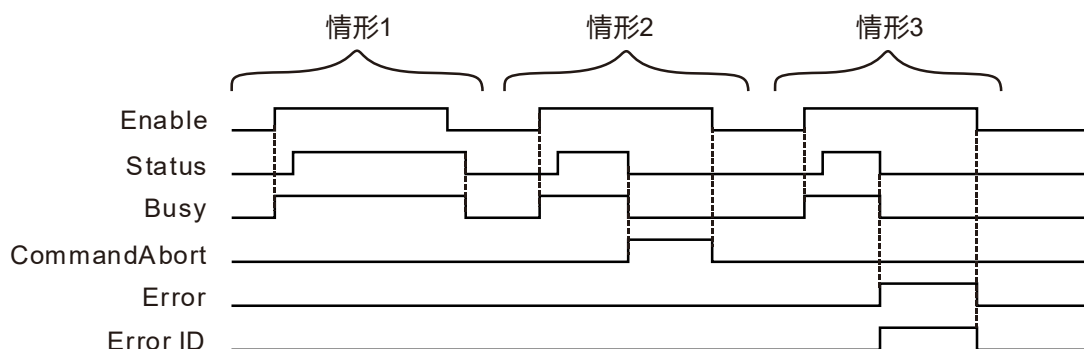 情形1 情形2 情形3
Enable
Status
Busy
CommandAbort
Error
Error ID